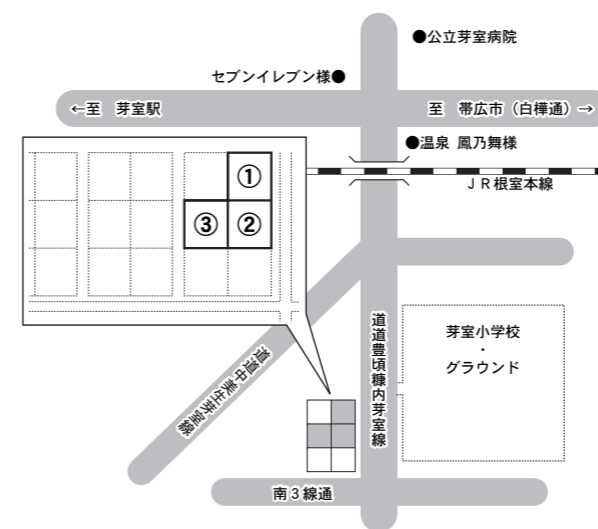 ●公立芽室病院
セブンイレブン様●
←至　芽室駅
至　帯広市（白樺通）→
●温泉 鳳乃舞様
ＪＲ根室本線
①
③
②
道道豊頃糠内芽室線
芽室小学校
・
グラウンド
道道中美生芽室線
南３線通